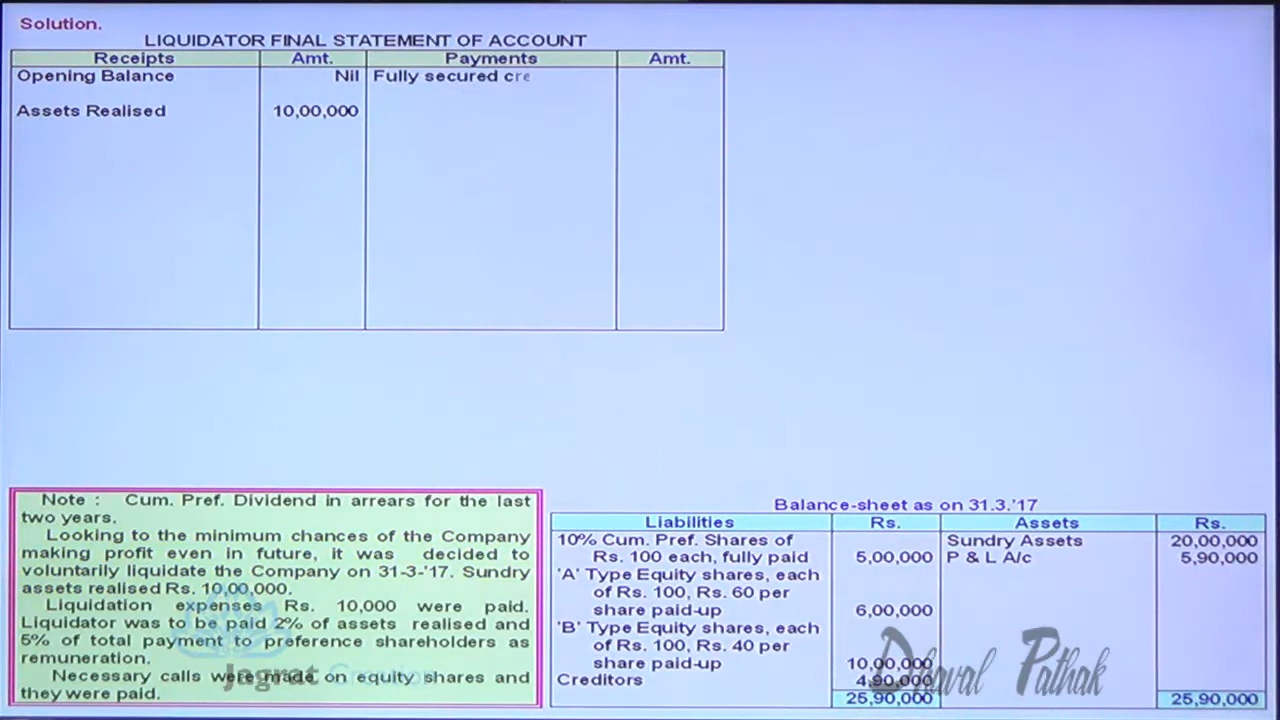 Solution.
LIQUIDATOR FINAL STATEMENT OF ACCOUNT
Receipts Amt. Payments Amt.
Opening Balance Nil Fully secured cre
Assets Realised 10,00,000
Note : Cum. Pref. Dividend in arrears for the last
two years.
Looking to the minimum chances of the Company
making profit even in future, it was decided to
voluntarily liquidate the Company on 31-3-'17. Sundry
assets realised Rs. 10,00,000.
Liquidation expenses Rs. 10,000 were paid.
Liquidator was to be paid 2% of assets realised and
5% of total payment to preference shareholders as
remuneration.
Necessary calls were made on equity shares and
they were paid.
Jagrat Creation
Balance-sheet as on 31.3.'17
Liabilities Rs. Assets Rs.
10% Cum. Pref. Shares of Sundry Assets 20,00,000
Rs. 100 each, fully paid 5,00,000 P & L A/c 5,90,000
'A' Type Equity shares, each
of Rs. 100, Rs. 60 per
share paid-up 6,00,000
'B' Type Equity shares, each
of Rs. 100, Rs. 40 per
share paid-up 10,00,000
Creditors 4,90,000
25,90,000 25,90,000
Dhaval Pathak